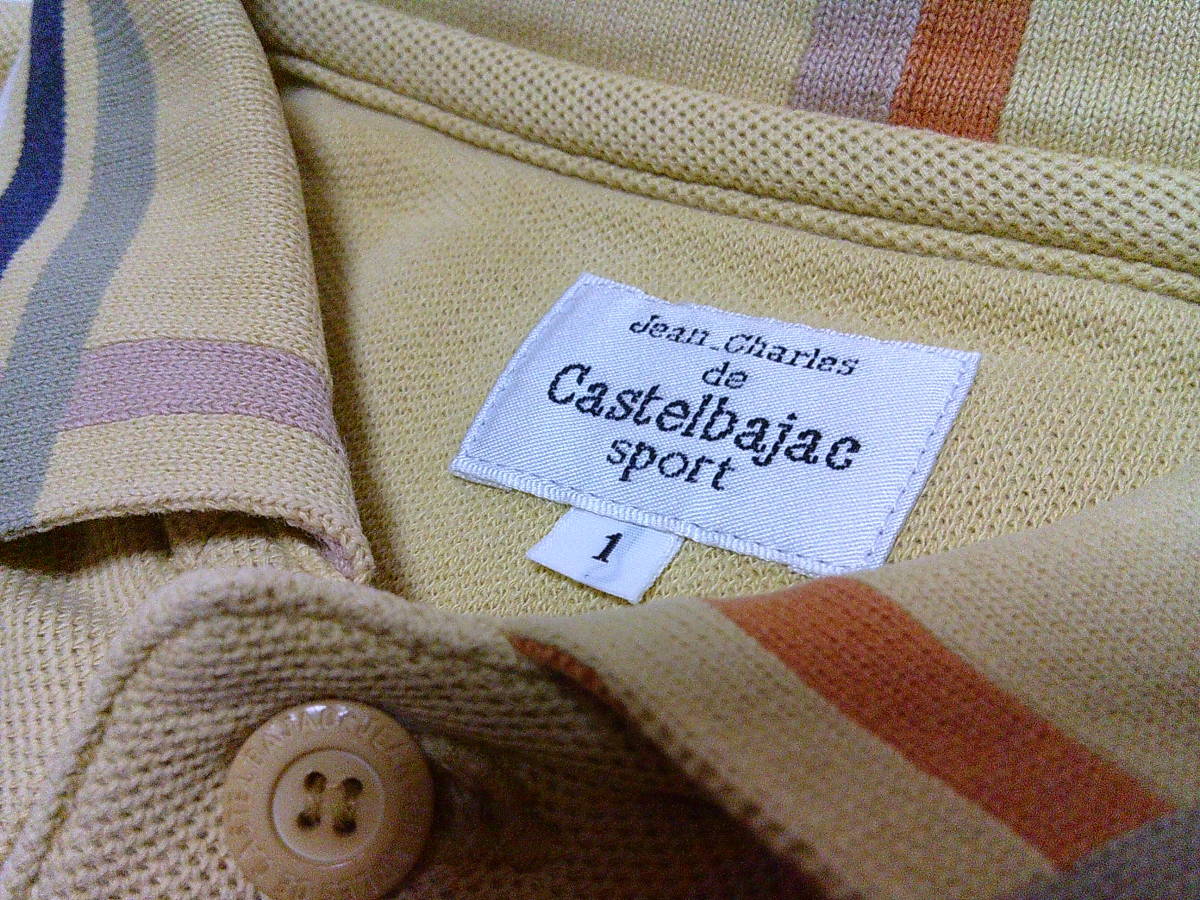 Jean_Charles
de
Castelbajac
sport
1